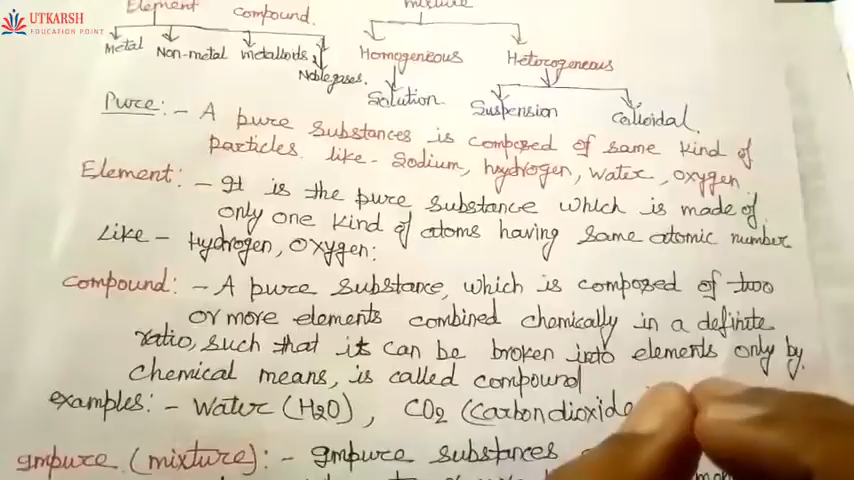 UTKARSH
EDUCATION POINT
Element Compound. mixture
Metal Non-metal metalloids, Noble gases.
Homogeneous Heterogeneous
Solution Suspension Colloidal.
Pure: - A pure Substances is composed of same kind of
particles. like - Sodium, hydrogen, water, oxygen
Element: - It is the pure substance which is made of
only one kind of atoms having same atomic number
Like - Hydrogen, Oxygen:
Compound: - A pure substance, which is composed of two
or more elements combined chemically in a definite
ratio, such that it can be broken into elements only by.
chemical means, is called compound
examples: - Water (H2O), CO2 (Carbondioxide
Impure (mixture): - Impure substances